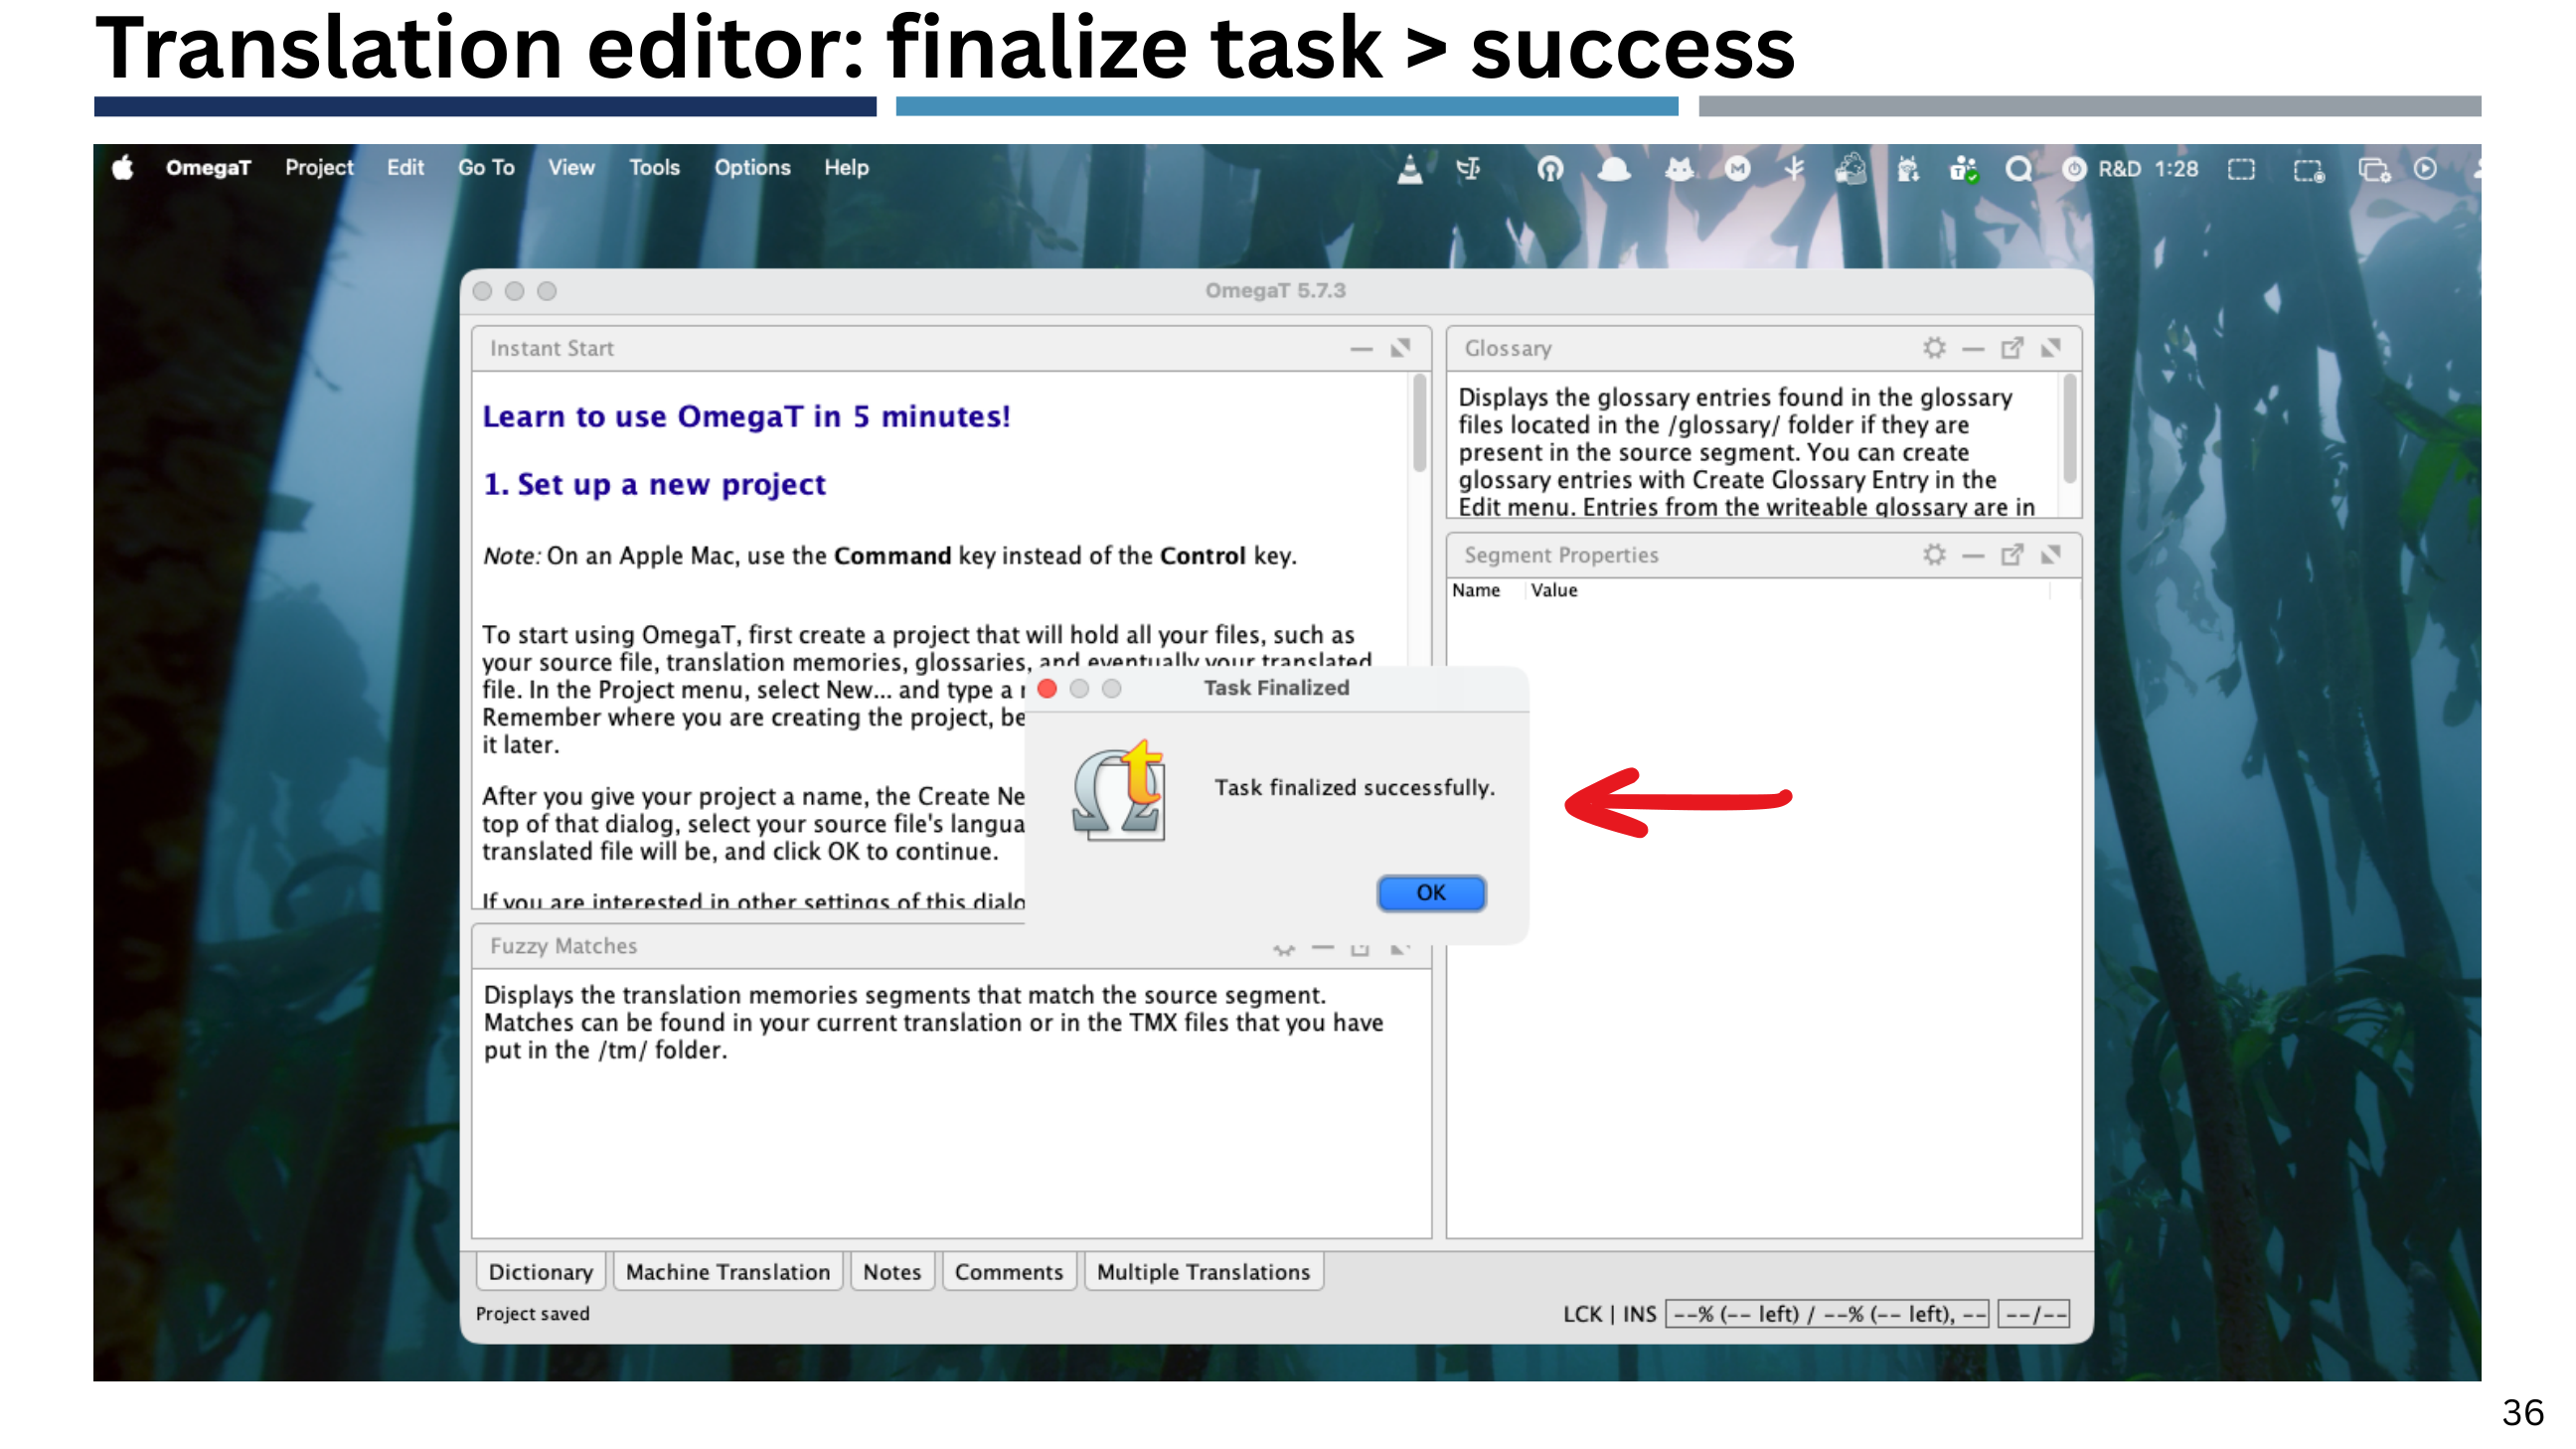 Translation editor: finalize task > success
OmegaT Project Edit Go To View Tools Options Help
R&D 1:28
OmegaT 5.7.3
Instant Start
Learn to use OmegaT in 5 minutes!
1. Set up a new project
Note: On an Apple Mac, use the Command key instead of the Control key.
To start using OmegaT, first create a project that will hold all your files, such as
your source file, translation memories, glossaries, and eventually your translated
file. In the Project menu, select New... and type a
Remember where you are creating the project,
it later.
After you give your project a name, the Create
top of that dialog, select your source file's
translated file will be, and click OK to continue.
If you are interested in other settings of this
Glossary
Displays the glossary entries found in the glossary
files located in the /glossary/ folder if they are
present in the source segment. You can create
glossary entries with Create Glossary Entry in the
Edit menu. Entries from the writeable glossary are in
Segment Properties
Name Value
Task Finalized
Task finalized successfully.
OK
Fuzzy Matches
Displays the translation memories segments that match the source segment.
Matches can be found in your current translation or in the TMX files that you have
put in the /tm/ folder.
Dictionary Machine Translation Notes Comments Multiple Translations
Project saved
LCK | INS --% (-- left) / --% (-- left), -- --/--
36